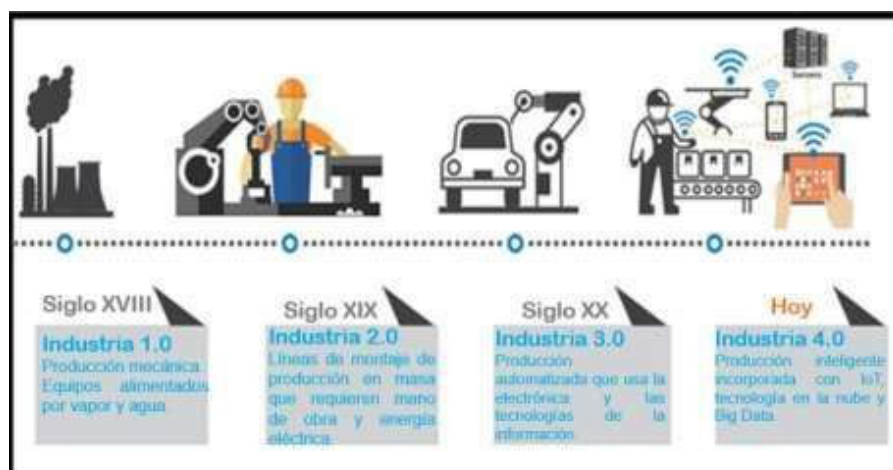 Servers
Siglo XVIII
Industria 1.0
Producción mecánica.
Equipos alimentados
por vapor y agua.
Siglo XIX
Industria 2.0
Líneas de montaje de
producción en masa
que requieren mano
de obra y energía
eléctrica.
Siglo XX
Industria 3.0
Producción
automatizada que usa la
electrónica y las
tecnologías de la
información.
Hoy
Industria 4,0
Producción inteligente
incorporada con IoT,
tecnología en la nube y
Big Data.